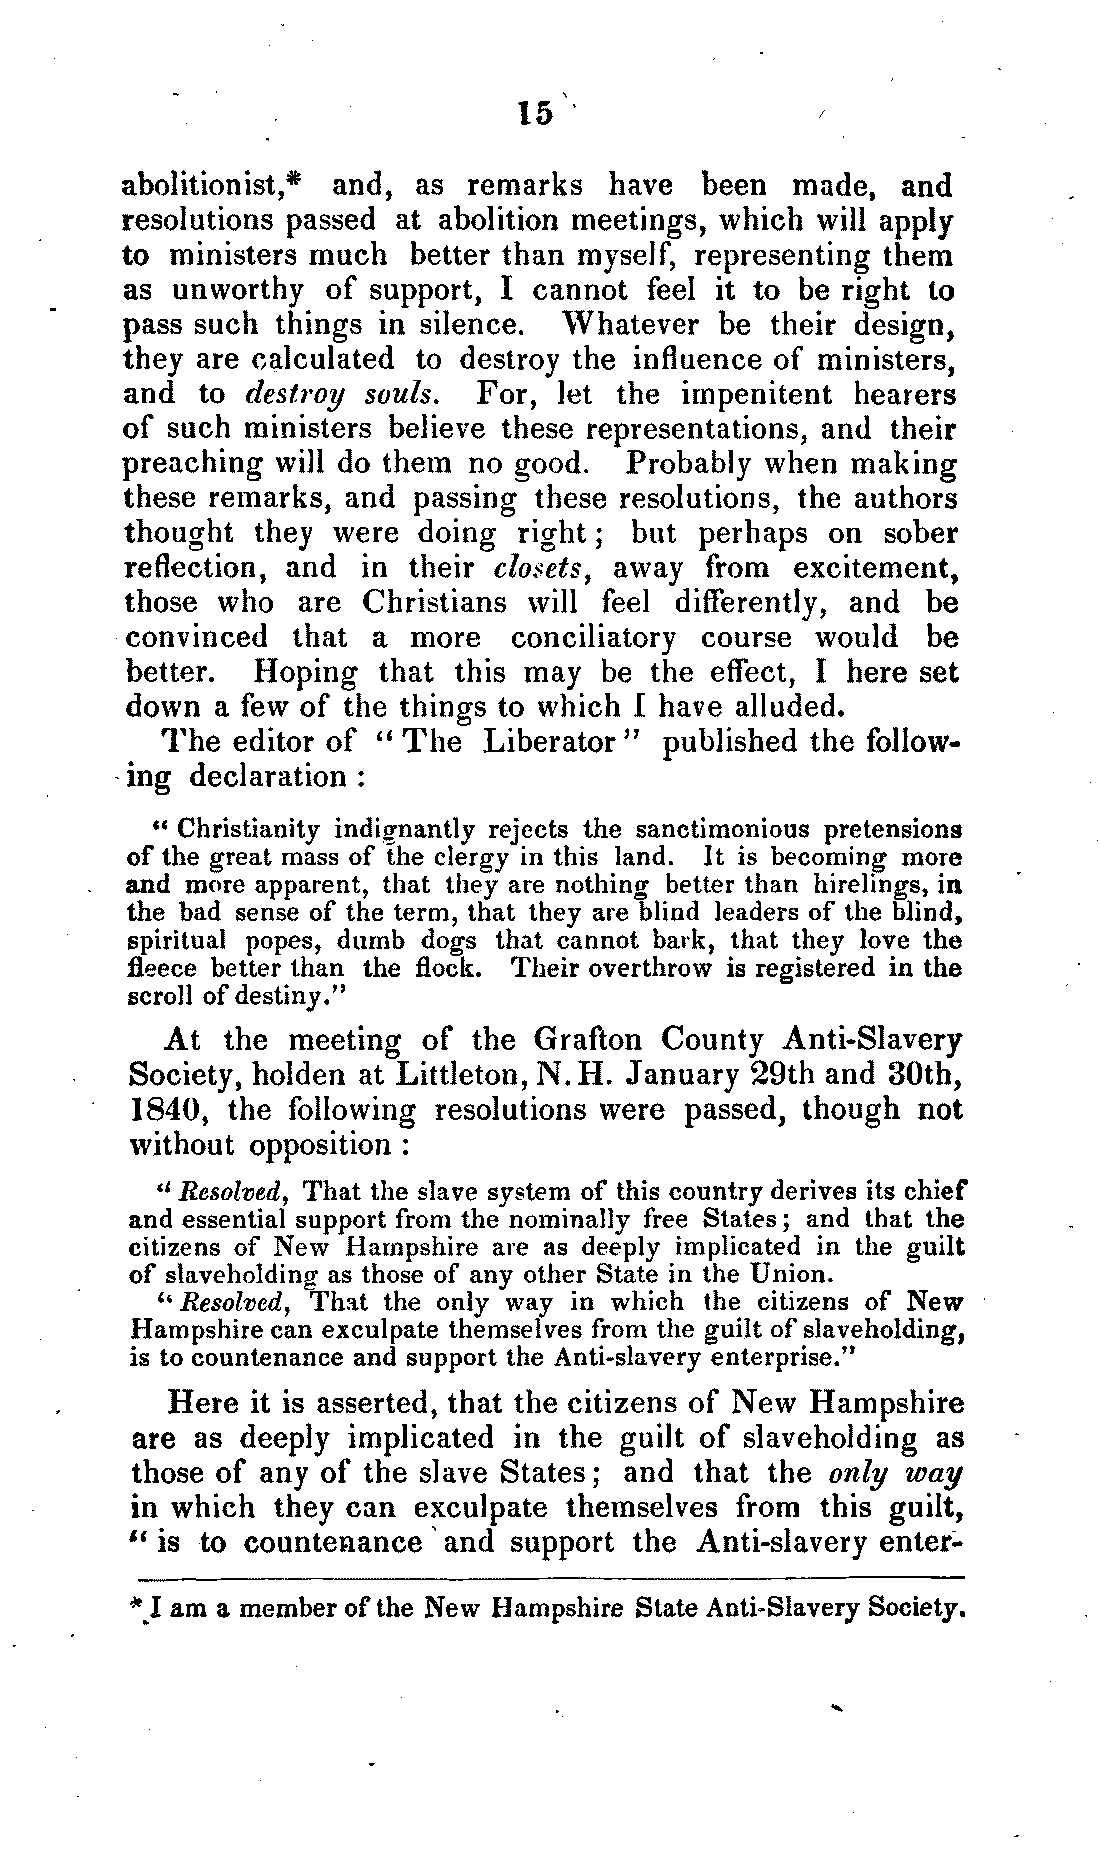 15
abolitionist,* and, as remarks have been made, and
resolutions passed at abolition meetings, which will apply
to ministers much better than myself, representing them
as unworthy of support, I cannot feel it to be right to
pass such things in silence. Whatever be their design,
they are calculated to destroy the influence of ministers,
and to destroy souls. For, let the impenitent hearers
of such ministers believe these representations, and their
preaching will do them no good. Probably when making
these remarks, and passing these resolutions, the authors
thought they were doing right; but perhaps on sober
reflection, and in their closets, away from excitement,
those who are Christians will feel differently, and be
convinced that a more conciliatory course would be
better. Hoping that this may be the effect, I here set
down a few of the things to which I have alluded.
The editor of "The Liberator" published the follow-
ing declaration:
"Christianity indignantly rejects the sanctimonious pretensions
of the great mass of the clergy in this land. It is becoming more
and more apparent, that they are nothing better than hirelings, in
the bad sense of the term, that they are blind leaders of the blind,
spiritual popes, dumb dogs that cannot bark, that they love the
fleece better than the flock. Their overthrow is registered in the
scroll of destiny."
At the meeting of the Grafton County Anti-Slavery
Society, holden at Littleton, N. H. January 29th and 30th,
1840, the following resolutions were passed, though not
without opposition:
"Resolved, That the slave system of this country derives its chief
and essential support from the nominally free States; and that the
citizens of New Hampshire are as deeply implicated in the guilt
of slaveholding as those of any other State in the Union.
"Resolved, That the only way in which the citizens of New
Hampshire can exculpate themselves from the guilt of slaveholding,
is to countenance and support the Anti-slavery enterprise."
Here it is asserted, that the citizens of New Hampshire
are as deeply implicated in the guilt of slaveholding as
those of any of the slave States; and that the only way
in which they can exculpate themselves from this guilt,
"is to countenance and support the Anti-slavery enter-
*I am a member of the New Hampshire State Anti-Slavery Society.